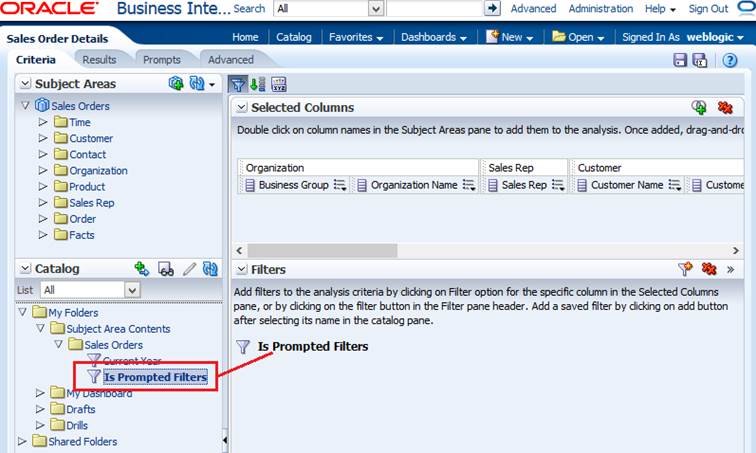 ORACLE Business Inte... Search All Advanced Administration Help Sign Out
Sales Order Details Home Catalog Favorites Dashboards New Open Signed In As weblogic
Criteria Results Prompts Advanced
Subject Areas
Sales Orders
Time
Customer
Contact
Organization
Product
Sales Rep
Order
Facts
Catalog
List All
My Folders
Subject Area Contents
Sales Orders
Current Year
Is Prompted Filters
My Dashboard
Drafts
Drills
Shared Folders
Selected Columns
Double click on column names in the Subject Areas pane to add them to the analysis. Once added, drag-and-dro
Organization Sales Rep Customer
Business Group Organization Name Sales Rep Customer Name Custome
Filters
Add filters to the analysis criteria by clicking on Filter option for the specific column in the Selected Columns
pane, or by clicking on the filter button in the Filter pane header. Add a saved filter by clicking on add button
after selecting its name in the catalog pane.
Is Prompted Filters